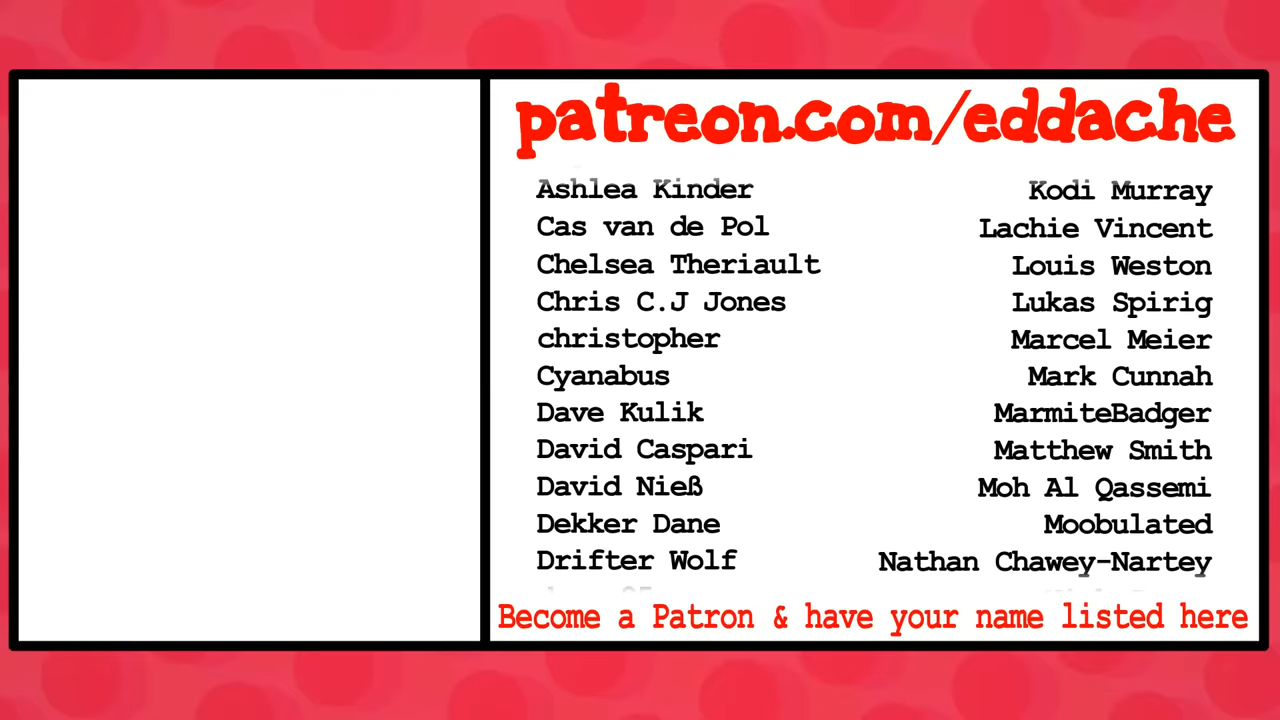 patreon.com/eddache
Ashlea Kinder
Cas van de Pol
Chelsea Theriault
Chris C.J Jones
christopher
Cyanabus
Dave Kulik
David Caspari
David Nieß
Dekker Dane
Drifter Wolf
Kodi Murray
Lachie Vincent
Louis Weston
Lukas Spirig
Marcel Meier
Mark Cunnah
MarmiteBadger
Matthew Smith
Moh Al Qassemi
Moobulated
Nathan Chawey-Nartey
Become a Patron & have your name listed here